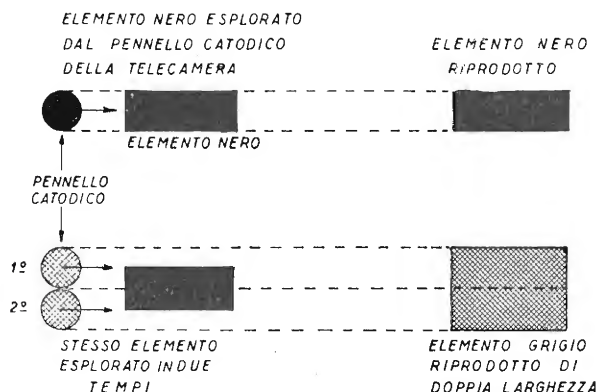 ELEMENTO NERO ESPLORATO
DAL PENNELLO CATODICO
DELLA TELECAMERA
ELEMENTO NERO
RIPRODOTTO
ELEMENTO NERO
PENNELLO
CATODICO
1º
2º
STESSO ELEMENTO
ESPLORATO IN DUE
TEMPI
ELEMENTO GRIGIO
RIPRODOTTO DI
DOPPIA LARGHEZZA